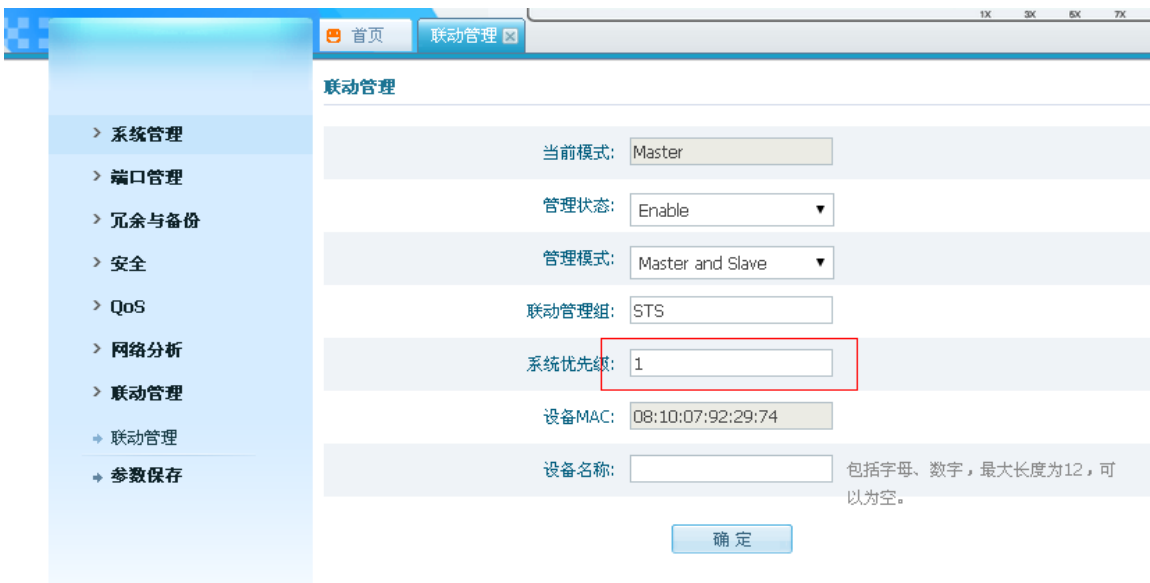 1X 3X 5X 7X
首页 联动管理
联动管理
系统管理
端口管理
冗余与备份
安全
QoS
网络分析
联动管理
联动管理
参数保存
当前模式: Master
管理状态: Enable
管理模式: Master and Slave
联动管理组: STS
系统优先级: 1
设备MAC: 08:10:07:92:29:74
设备名称: 包括字母、数字，最大长度为12，可
以为空。
确定